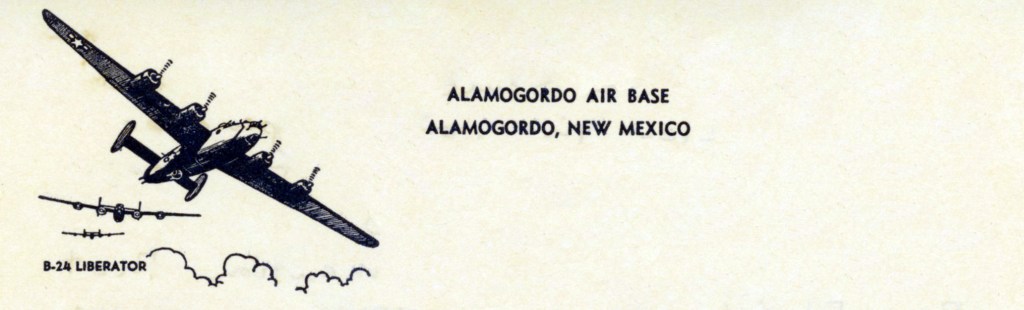 ALAMOGORDO AIR BASE
ALAMOGORDO, NEW MEXICO
B-24 LIBERATOR